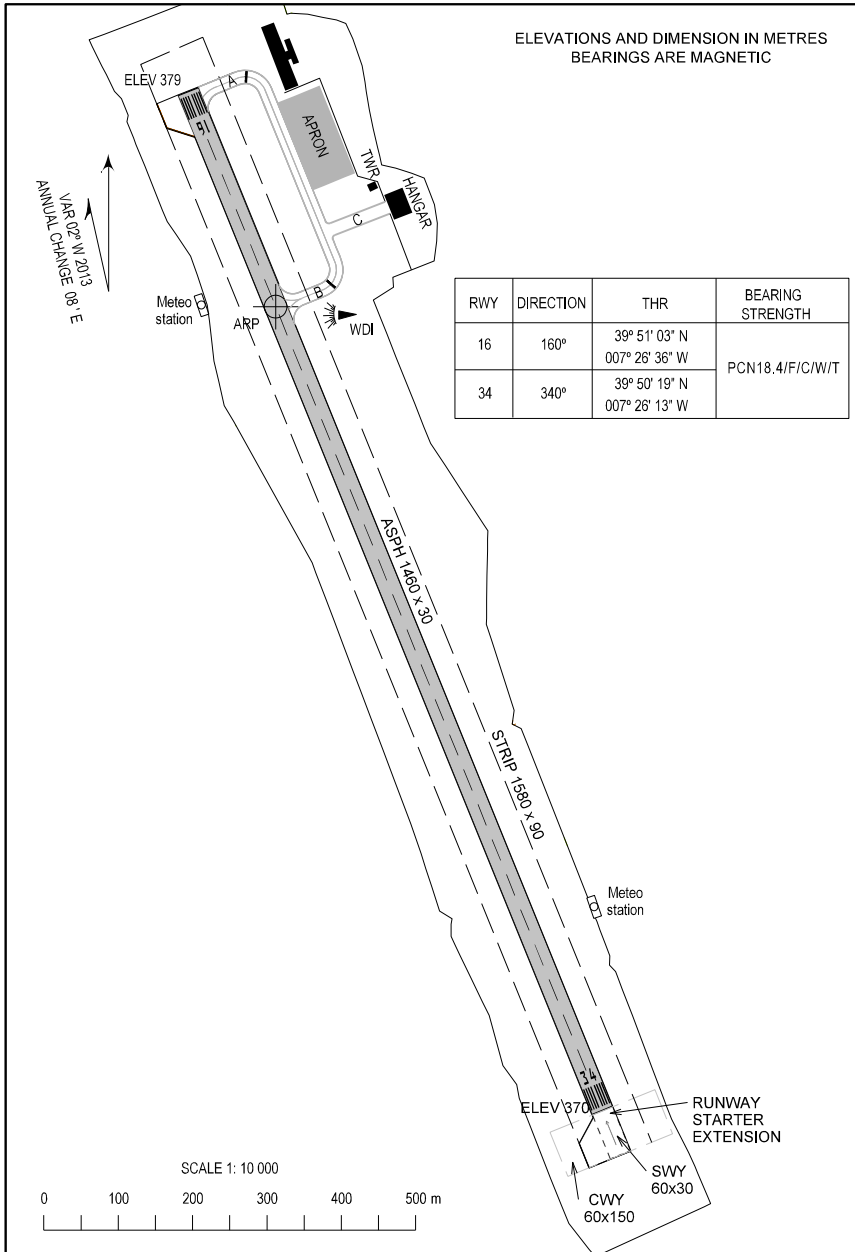 ELEVATIONS AND DIMENSION IN METRES
BEARINGS ARE MAGNETIC
ELEV 379
A
16
APRON
TWR
HANGAR
C
VAR 02º W 2013
ANNUAL CHANGE 08' E
Meteo
station
ARP
B
WDI
RWY DIRECTION THR BEARING STRENGTH
16 160º 39º 51' 03" N 007º 26' 36" W PCN18.4/F/C/W/T
34 340º 39º 50' 19" N 007º 26' 13" W
ASPH 1460 x 30
STRIP 1580 x 90
Meteo
station
34
ELEV 370
RUNWAY
STARTER
EXTENSION
SWY
60x30
CWY
60x150
SCALE 1: 10 000
0 100 200 300 400 500 m